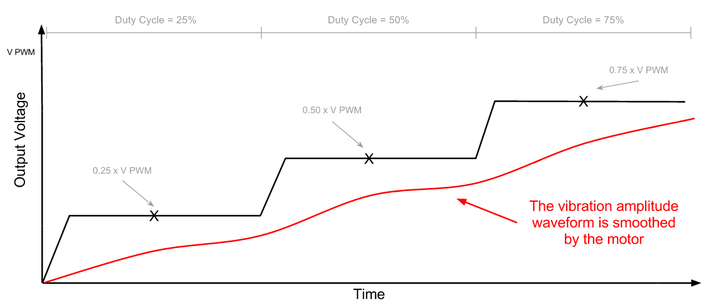 Duty Cycle = 25%
Duty Cycle = 50%
Duty Cycle = 75%
V PWM
0.75 x V PWM
0.50 x V PWM
0.25 x V PWM
Output Voltage
The vibration amplitude
waveform is smoothed
by the motor
Time